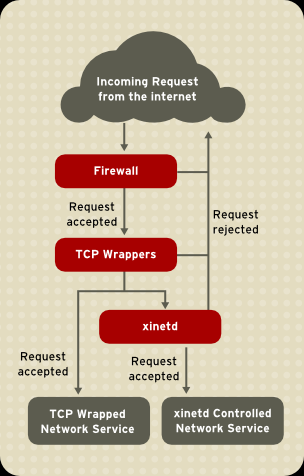 Incoming Request
from the internet
Firewall
Request
accepted
Request
rejected
TCP Wrappers
xinetd
Request
accepted
Request
accepted
TCP Wrapped
Network Service
xinetd Controlled
Network Service